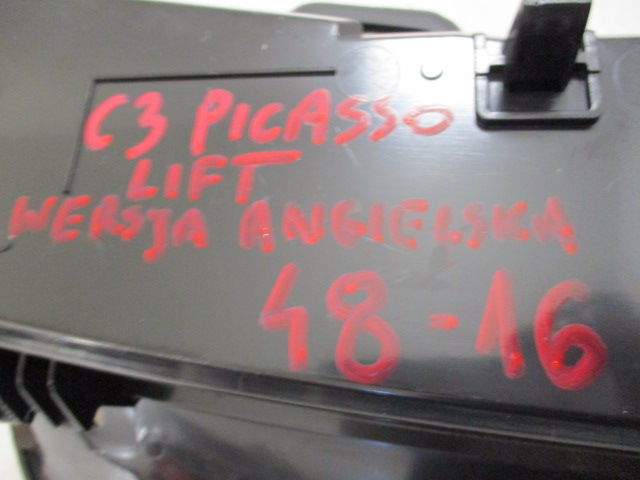 C3 PICASSO
LIFT
WERSJA ANGIELSKA
48-16